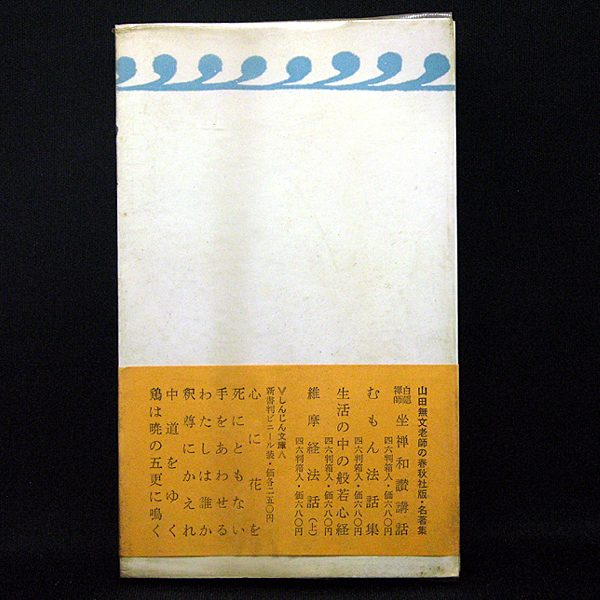 山田無文老師の春秋社版・名著集
白隠禅師 坐禅和讃講話
四六判箱入・価六八〇円
むもん法話集
四六判箱入・価六八〇円
生活の中の般若心経
四六判箱入・価六八〇円
維摩経法話（上）
四六判箱入・価六八〇円
＞しんじん文庫＜
新書判ビニール装・価各二五〇円
心に花を
死にともない
手をあわせる
わたしは誰か
釈尊にかえれ
中道をゆく
鶏は暁の五更に鳴く